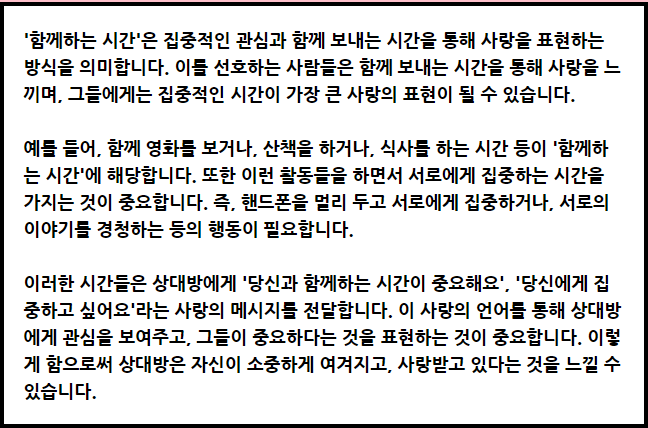 '함께하는 시간'은 집중적인 관심과 함께 보내는 시간을 통해 사랑을 표현하는
방식을 의미합니다. 이를 선호하는 사람들은 함께 보내는 시간을 통해 사랑을 느
끼며, 그들에게는 집중적인 시간이 가장 큰 사랑의 표현이 될 수 있습니다.
예를 들어, 함께 영화를 보거나, 산책을 하거나, 식사를 하는 시간 등이 '함께하
는 시간'에 해당합니다. 또한 이런 활동들을 하면서 서로에게 집중하는 시간을
가지는 것이 중요합니다. 즉, 핸드폰을 멀리 두고 서로에게 집중하거나, 서로의
이야기를 경청하는 등의 행동이 필요합니다.
이러한 시간들은 상대방에게 '당신과 함께하는 시간이 중요해요', '당신에게 집
중하고 싶어요'라는 사랑의 메시지를 전달합니다. 이 사랑의 언어를 통해 상대방
에게 관심을 보여주고, 그들이 중요하다는 것을 표현하는 것이 중요합니다. 이렇
게 함으로써 상대방은 자신이 소중하게 여겨지고, 사랑받고 있다는 것을 느낄 수
있습니다.